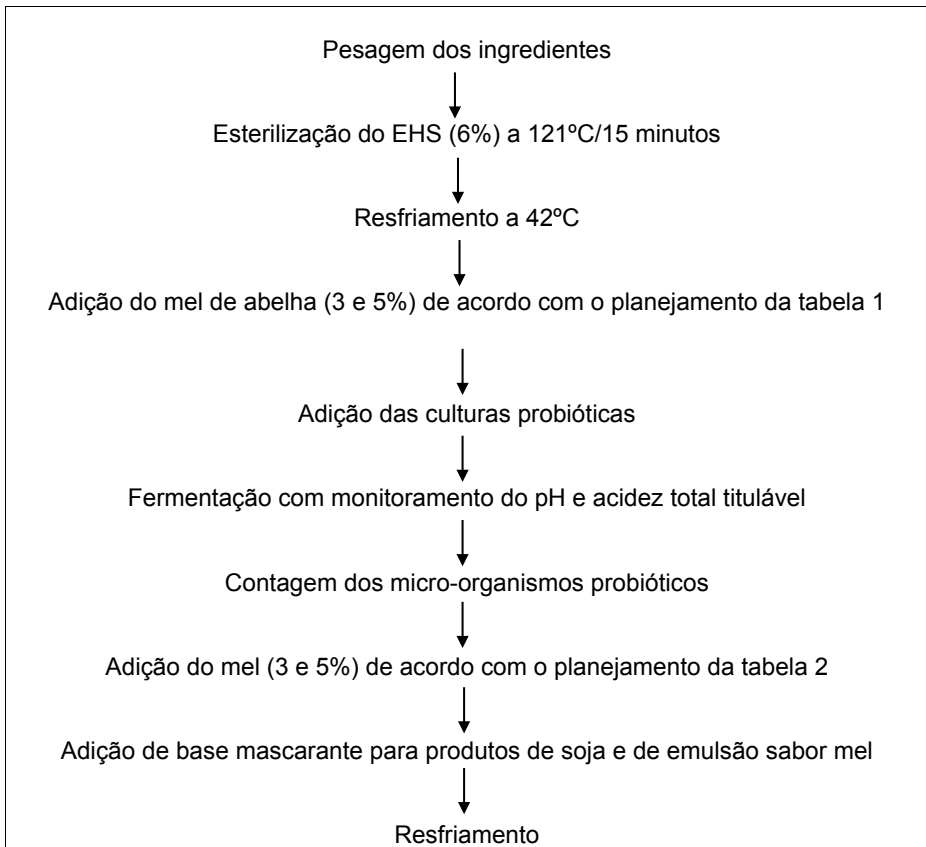 Pesagem dos ingredientes
Esterilização do EHS (6%) a 121ºC/15 minutos
Resfriamento a 42ºC
Adição do mel de abelha (3 e 5%) de acordo com o planejamento da tabela 1
Adição das culturas probióticas
Fermentação com monitoramento do pH e acidez total titulável
Contagem dos micro-organismos probióticos
Adição do mel (3 e 5%) de acordo com o planejamento da tabela 2
Adição de base mascarante para produtos de soja e de emulsão sabor mel
Resfriamento